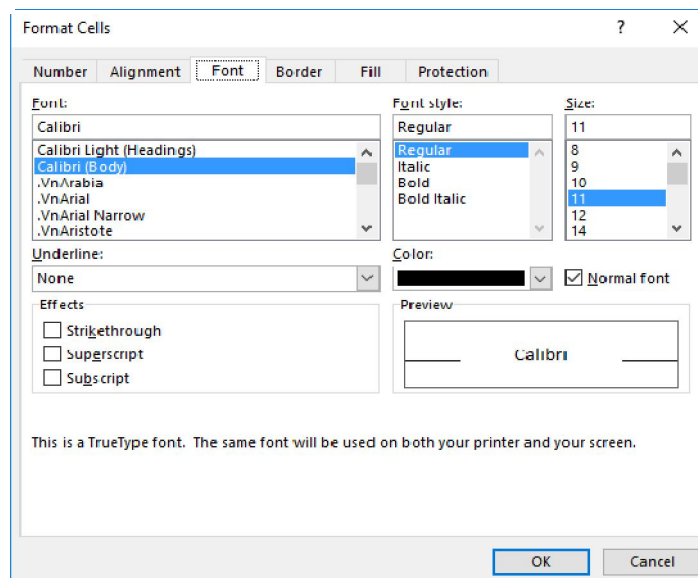 Format Cells ? ×
Number Alignment Font Border Fill Protection
Font: Font style: Size:
Calibri Regular 11
Calibri Light (Headings) Regular 8
Calibri (Body) Italic 9
.VnArabia Bold 10
.VnArial Bold Italic 11
.VnArial Narrow 12
.VnAristote 14
Underline: Color:
None Normal font
Effects Preview
Strikethrough
Superscript Calibri
Subscript
This is a TrueType font. The same font will be used on both your printer and your screen.
OK Cancel